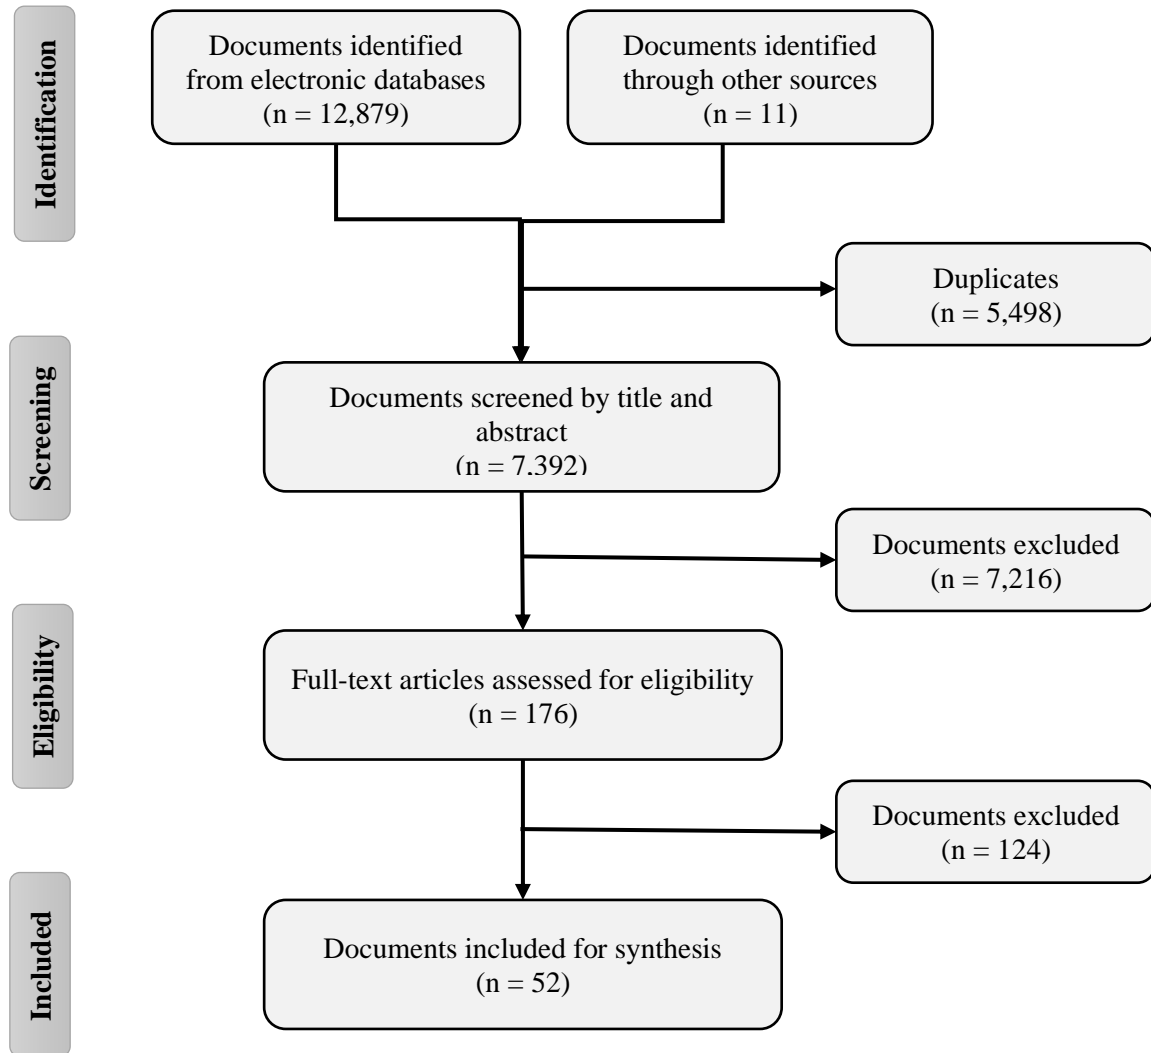 Identification
Documents identified
from electronic databases
(n = 12,879)
Documents identified
through other sources
(n = 11)
Duplicates
(n = 5,498)
Screening
Documents screened by title and
abstract
(n = 7,392)
Documents excluded
(n = 7,216)
Eligibility
Full-text articles assessed for eligibility
(n = 176)
Documents excluded
(n = 124)
Included
Documents included for synthesis
(n = 52)